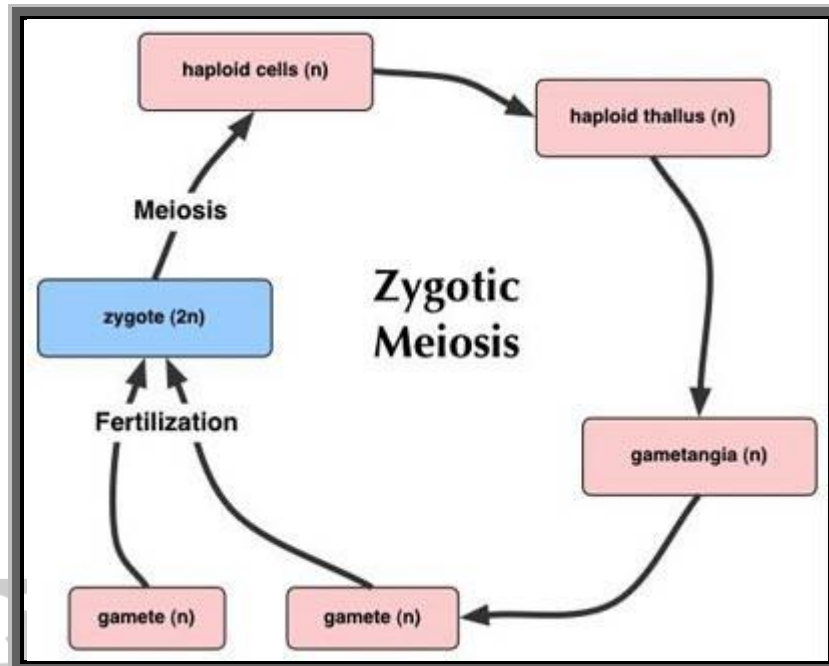 haploid cells (n)
haploid thallus (n)
Meiosis
Zygotic
Meiosis
zygote (2n)
Fertilization
gametangia (n)
gamete (n)
gamete (n)